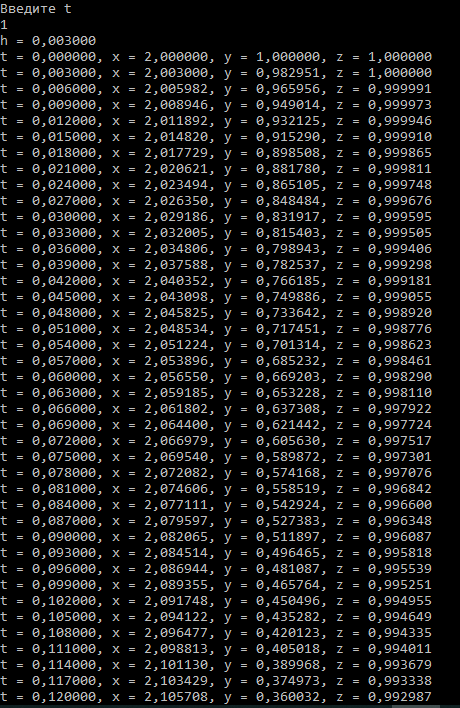 Введите t
1
h = 0,003000
t = 0,000000, x = 2,000000, y = 1,000000, z = 1,000000
t = 0,003000, x = 2,003000, y = 0,982951, z = 1,000000
t = 0,006000, x = 2,005982, y = 0,965956, z = 0,999991
t = 0,009000, x = 2,008946, y = 0,949014, z = 0,999973
t = 0,012000, x = 2,011892, y = 0,932125, z = 0,999946
t = 0,015000, x = 2,014820, y = 0,915290, z = 0,999910
t = 0,018000, x = 2,017729, y = 0,898508, z = 0,999865
t = 0,021000, x = 2,020621, y = 0,881780, z = 0,999811
t = 0,024000, x = 2,023494, y = 0,865105, z = 0,999748
t = 0,027000, x = 2,026350, y = 0,848484, z = 0,999676
t = 0,030000, x = 2,029186, y = 0,831917, z = 0,999595
t = 0,033000, x = 2,032005, y = 0,815403, z = 0,999505
t = 0,036000, x = 2,034806, y = 0,798943, z = 0,999406
t = 0,039000, x = 2,037588, y = 0,782537, z = 0,999298
t = 0,042000, x = 2,040352, y = 0,766185, z = 0,999181
t = 0,045000, x = 2,043098, y = 0,749886, z = 0,999055
t = 0,048000, x = 2,045825, y = 0,733642, z = 0,998920
t = 0,051000, x = 2,048534, y = 0,717451, z = 0,998776
t = 0,054000, x = 2,051224, y = 0,701314, z = 0,998623
t = 0,057000, x = 2,053896, y = 0,685232, z = 0,998461
t = 0,060000, x = 2,056550, y = 0,669203, z = 0,998290
t = 0,063000, x = 2,059185, y = 0,653228, z = 0,998110
t = 0,066000, x = 2,061802, y = 0,637308, z = 0,997922
t = 0,069000, x = 2,064400, y = 0,621442, z = 0,997724
t = 0,072000, x = 2,066979, y = 0,605630, z = 0,997517
t = 0,075000, x = 2,069540, y = 0,589872, z = 0,997301
t = 0,078000, x = 2,072082, y = 0,574168, z = 0,997076
t = 0,081000, x = 2,074606, y = 0,558519, z = 0,996842
t = 0,084000, x = 2,077111, y = 0,542924, z = 0,996600
t = 0,087000, x = 2,079597, y = 0,527383, z = 0,996348
t = 0,090000, x = 2,082065, y = 0,511897, z = 0,996087
t = 0,093000, x = 2,084514, y = 0,496465, z = 0,995818
t = 0,096000, x = 2,086944, y = 0,481087, z = 0,995539
t = 0,099000, x = 2,089355, y = 0,465764, z = 0,995251
t = 0,102000, x = 2,091748, y = 0,450496, z = 0,994955
t = 0,105000, x = 2,094122, y = 0,435282, z = 0,994649
t = 0,108000, x = 2,096477, y = 0,420123, z = 0,994335
t = 0,111000, x = 2,098813, y = 0,405018, z = 0,994011
t = 0,114000, x = 2,101130, y = 0,389968, z = 0,993679
t = 0,117000, x = 2,103429, y = 0,374973, z = 0,993338
t = 0,120000, x = 2,105708, y = 0,360032, z = 0,992987